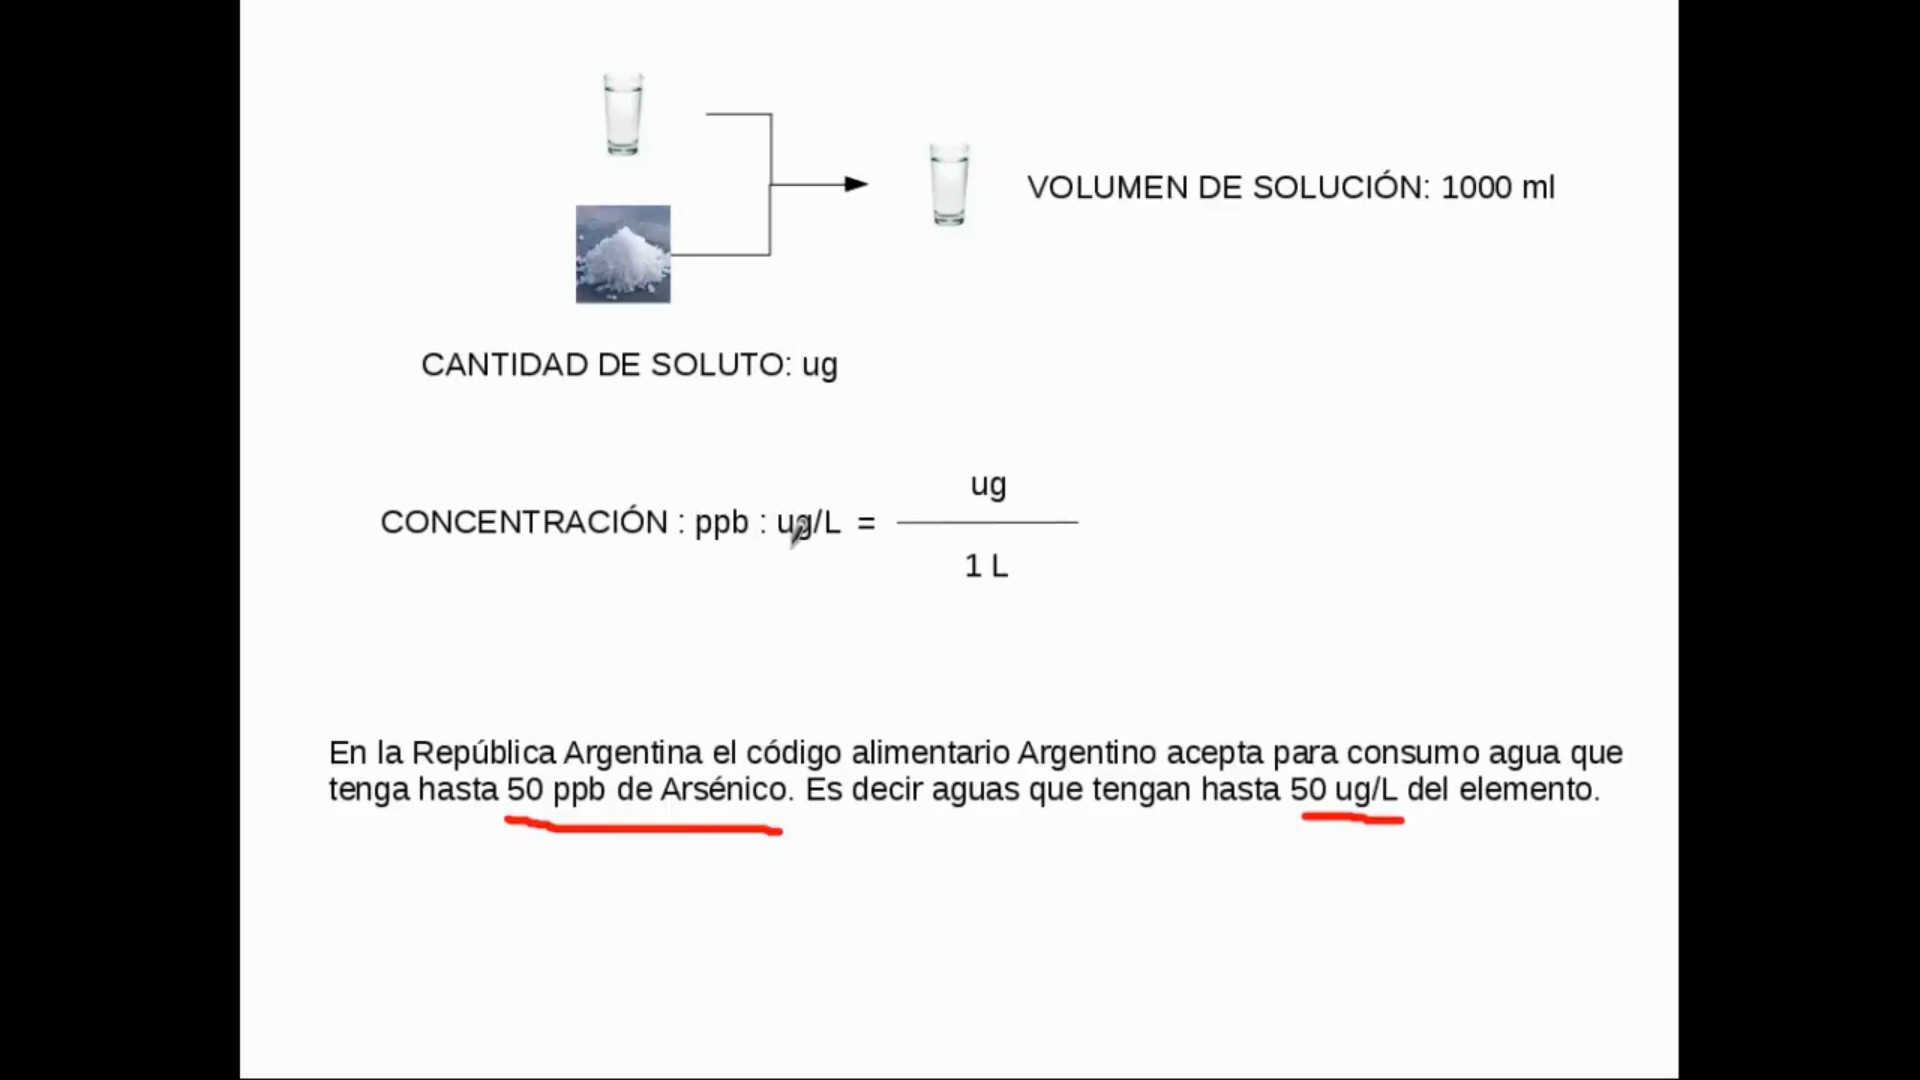 VOLUMEN DE SOLUCIÓN: 1000 ml
CANTIDAD DE SOLUTO: ug
CONCENTRACIÓN : ppb : ug/L =
ug
1 L
En la República Argentina el código alimentario Argentino acepta para consumo agua que
tenga hasta 50 ppb de Arsénico. Es decir aguas que tengan hasta 50 ug/L del elemento.